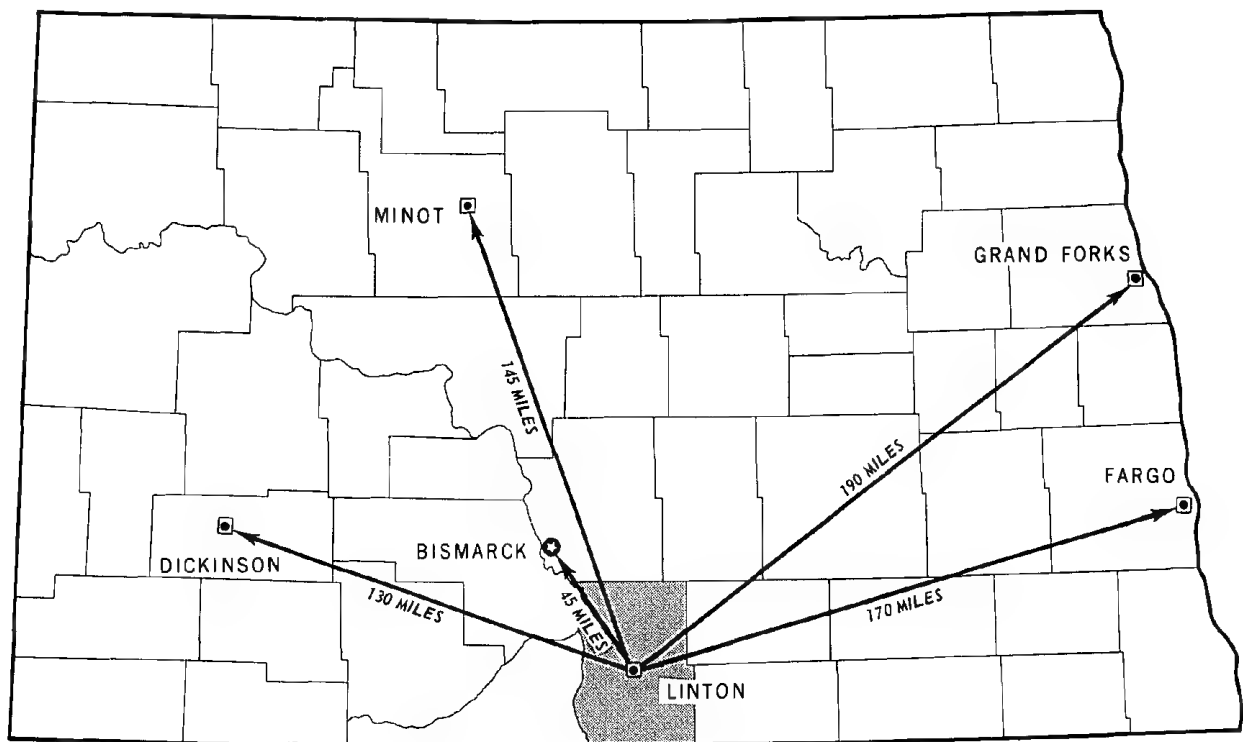 MINOT
GRAND FORKS
145 MILES
190 MILES
FARGO
BISMARCK
DICKINSON
130 MILES
45 MILES
170 MILES
LINTON